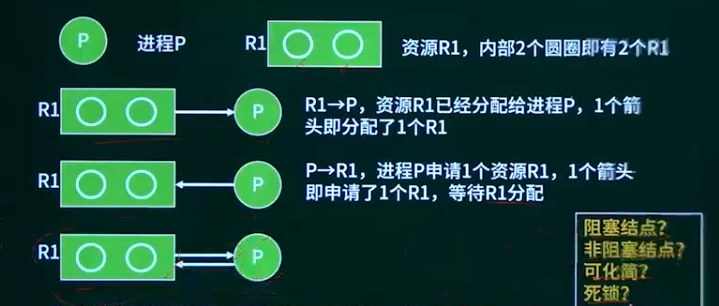 P 进程P R1 资源R1，内部2个圆圈即有2个R1
R1 P R1→P，资源R1已经分配给进程P，1个箭
头即分配了1个R1
R1 P P→R1，进程P申请1个资源R1，1个箭头
即申请了1个R1，等待R1分配
R1 P
阻塞结点？
非阻塞结点？
可化简？
死锁？